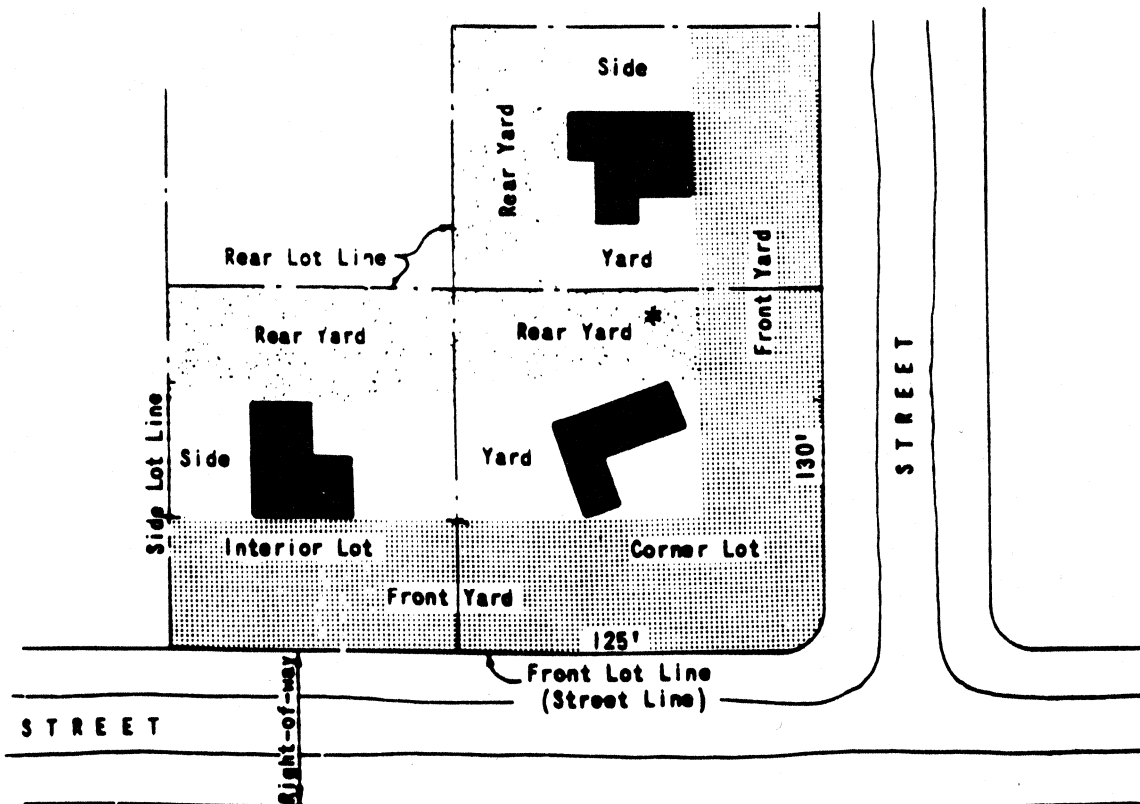 Side
Rear Yard
Yard
Rear Lot Line
Front Yard
Rear Yard
Rear Yard *
STREET
Side Lot Line
Side
Yard
130'
Interior Lot
Corner Lot
Front Yard
125'
Front Lot Line
(Street Line)
STREET
Right-of-way